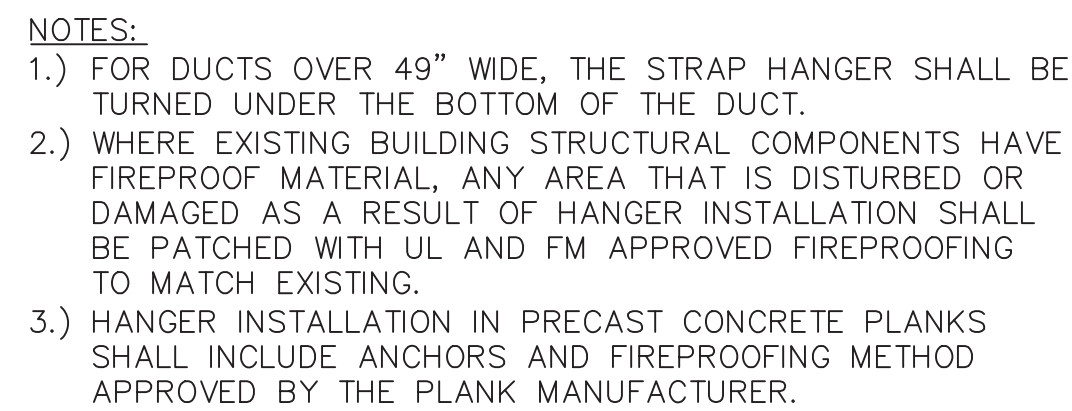 NOTES:
1.) FOR DUCTS OVER 49” WIDE, THE STRAP HANGER SHALL BE
TURNED UNDER THE BOTTOM OF THE DUCT.
2.) WHERE EXISTING BUILDING STRUCTURAL COMPONENTS HAVE
FIREPROOF MATERIAL, ANY AREA THAT IS DISTURBED OR
DAMAGED AS A RESULT OF HANGER INSTALLATION SHALL
BE PATCHED WITH UL AND FM APPROVED FIREPROOFING
TO MATCH EXISTING.
3.) HANGER INSTALLATION IN PRECAST CONCRETE PLANKS
SHALL INCLUDE ANCHORS AND FIREPROOFING METHOD
APPROVED BY THE PLANK MANUFACTURER.